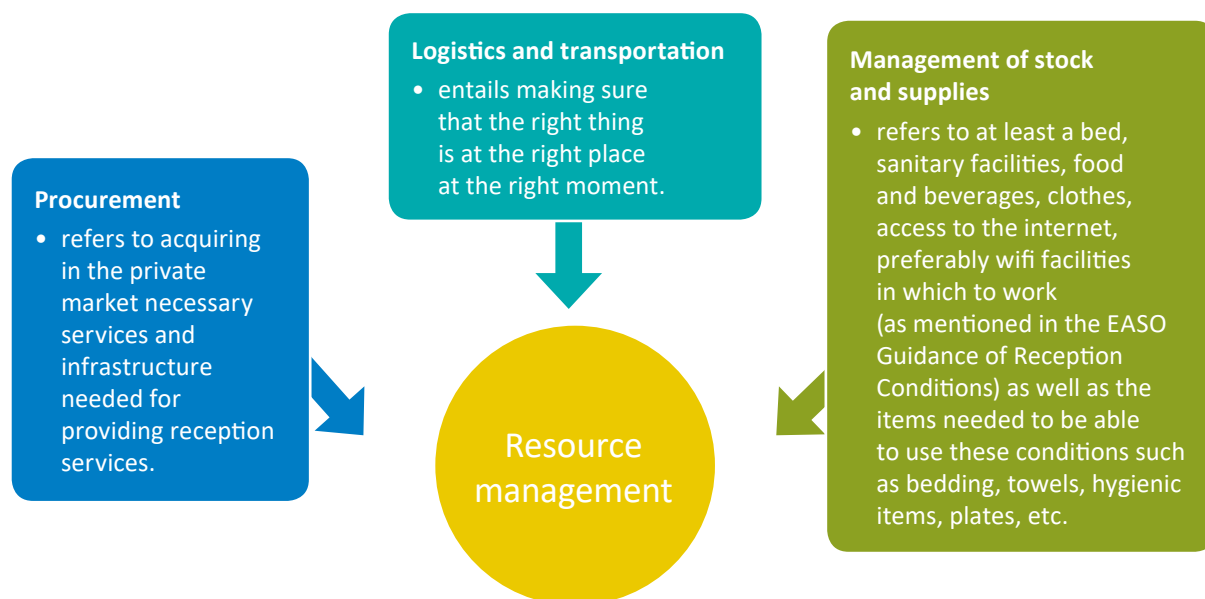 Logistics and transportation
• entails making sure
that the right thing
is at the right place
at the right moment.
Management of stock
and supplies
• refers to at least a bed,
sanitary facilities, food
and beverages, clothes,
access to the internet,
preferably wifi facilities
in which to work
(as mentioned in the EASO
Guidance of Reception
Conditions) as well as the
items needed to be able
to use these conditions such
as bedding, towels, hygienic
items, plates, etc.
Procurement
• refers to acquiring
in the private
market necessary
services and
infrastructure
needed for
providing reception
services.
Resource
management